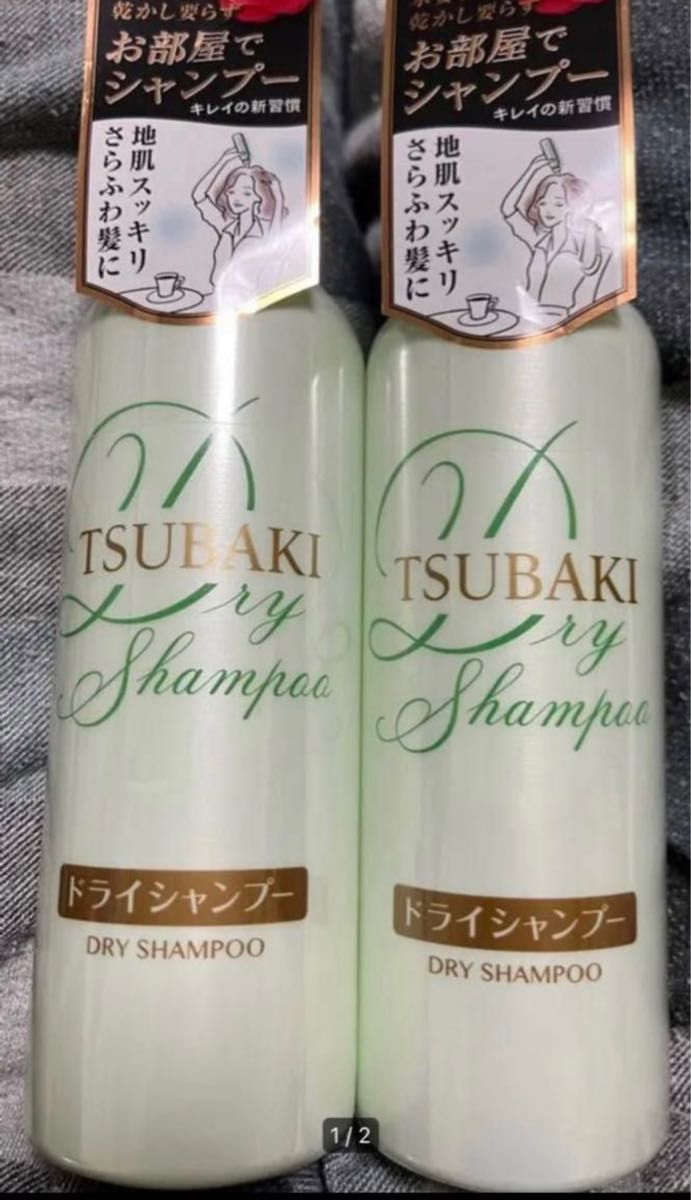 乾かし要らず
お部屋で
シャンプー
キレイの新習慣
地肌スッキリ
さらふわ髪に
TSUBAKI
Dry
Shampoo
ドライシャンプー
DRY SHAMPOO
乾かし要らず
お部屋で
シャンプー
キレイの新習慣
地肌スッキリ
さらふわ髪に
TSUBAKI
Dry
Shampoo
ドライシャンプー
DRY SHAMPOO
1/2